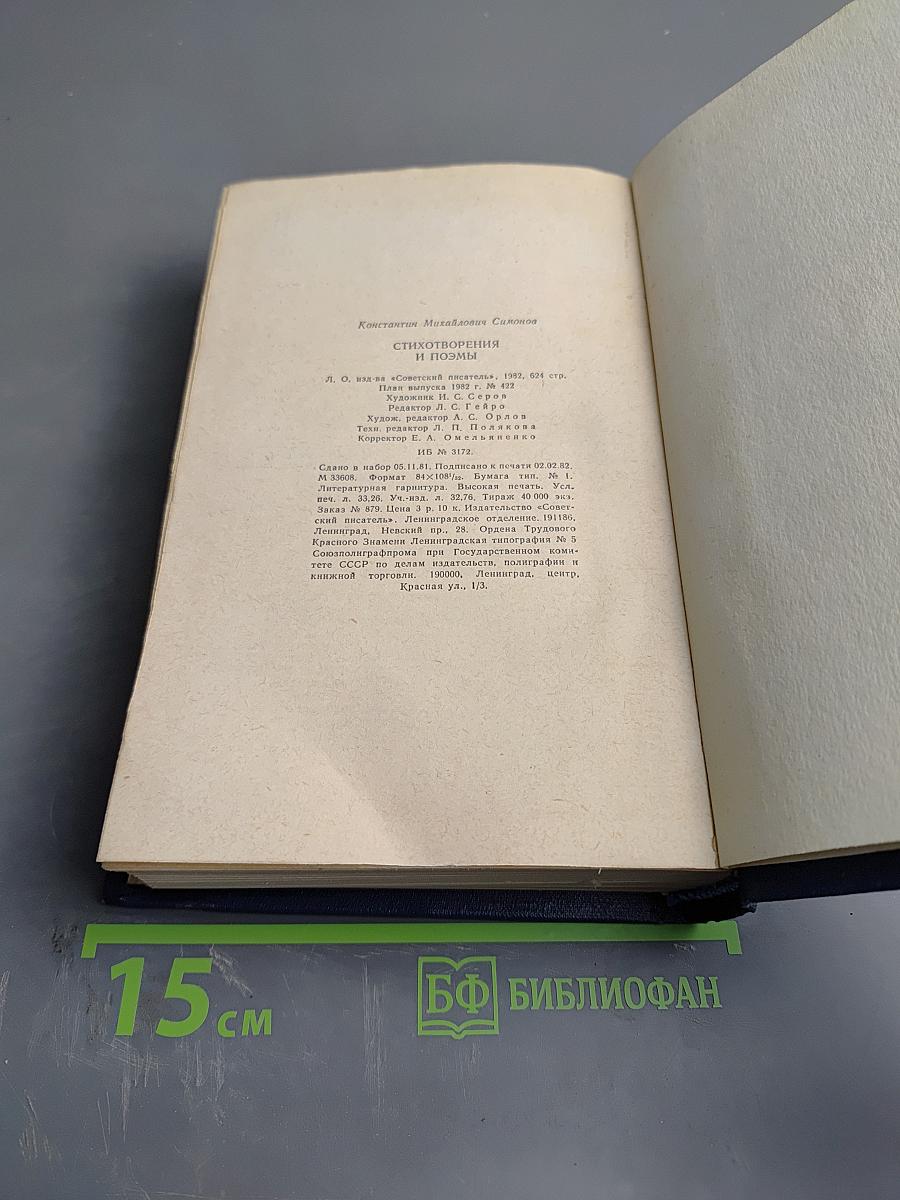 Константин Михайлович Симонов
СТИХОТВОРЕНИЯ
И ПОЭМЫ
Л. О. изд-ва «Советский писатель», 1982, 624 стр.
План выпуска 1982 г. № 422
Художник И. С. Серов
Редактор Л. С. Гейро
Худож. редактор А. С. Орлов
Техн. редактор Л. П. Полякова
Корректор Е. А. Омельяненко
ИБ № 3172.
Сдано в набор 05.11.81. Подписано к печати 02.02.82.
М 33608. Формат 84×108¹/₃₂. Бумага тип. № 1.
Литературная гарнитура. Высокая печать. Усл.
печ. л. 33,26. Уч.-изд. л. 32,76. Тираж 40 000 экз.
Заказ № 879. Цена 3 р. 10 к. Издательство «Совет-
ский писатель». Ленинградское отделение. 191186,
Ленинград, Невский пр., 28. Ордена Трудового
Красного Знамени Ленинградская типография № 5
Союзполиграфпрома при Государственном коми-
тете СССР по делам издательств, полиграфии и
книжной торговли. 190000, Ленинград, центр,
Красная ул., 1/3.
15 см
БФ БИБЛИОФАН